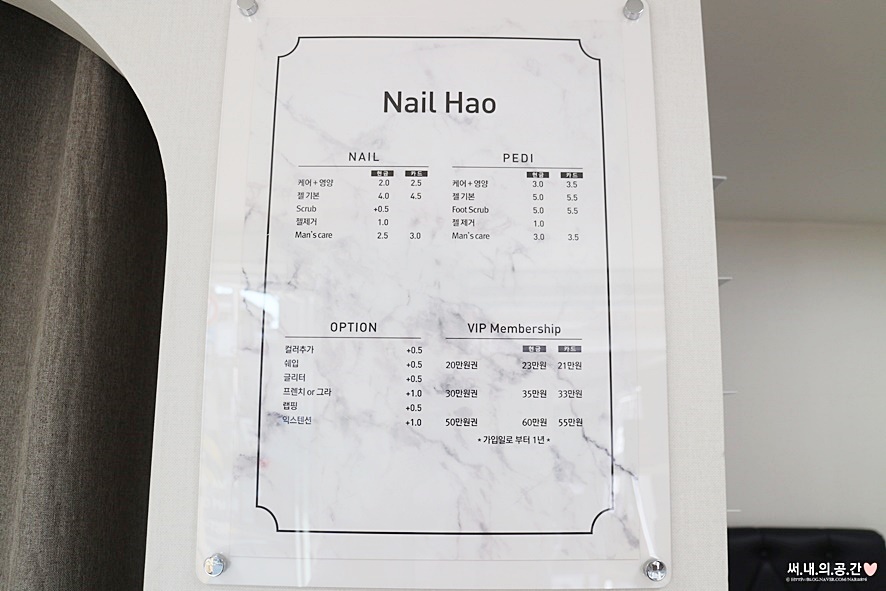 Nail Hao
NAIL
현금 카드
케어+영양 2.0 2.5
젤 기본 4.0 4.5
Scrub +0.5
젤제거 1.0
Man's care 2.5 3.0
PEDI
현금 카드
케어+영양 3.0 3.5
젤 기본 5.0 5.5
Foot Scrub 5.0 5.5
젤 제거 1.0
Man's care 3.0 3.5
OPTION
컬러추가 +0.5
쉐입 +0.5
글리터 +0.5
프렌치 or 그라 +1.0
랩핑 +0.5
익스텐션 +1.0
VIP Membership
현금 카드
20만원권 23만원 21만원
30만원권 35만원 33만원
50만원권 60만원 55만원
* 가입일로 부터 1년 *
써.내.의.공.간